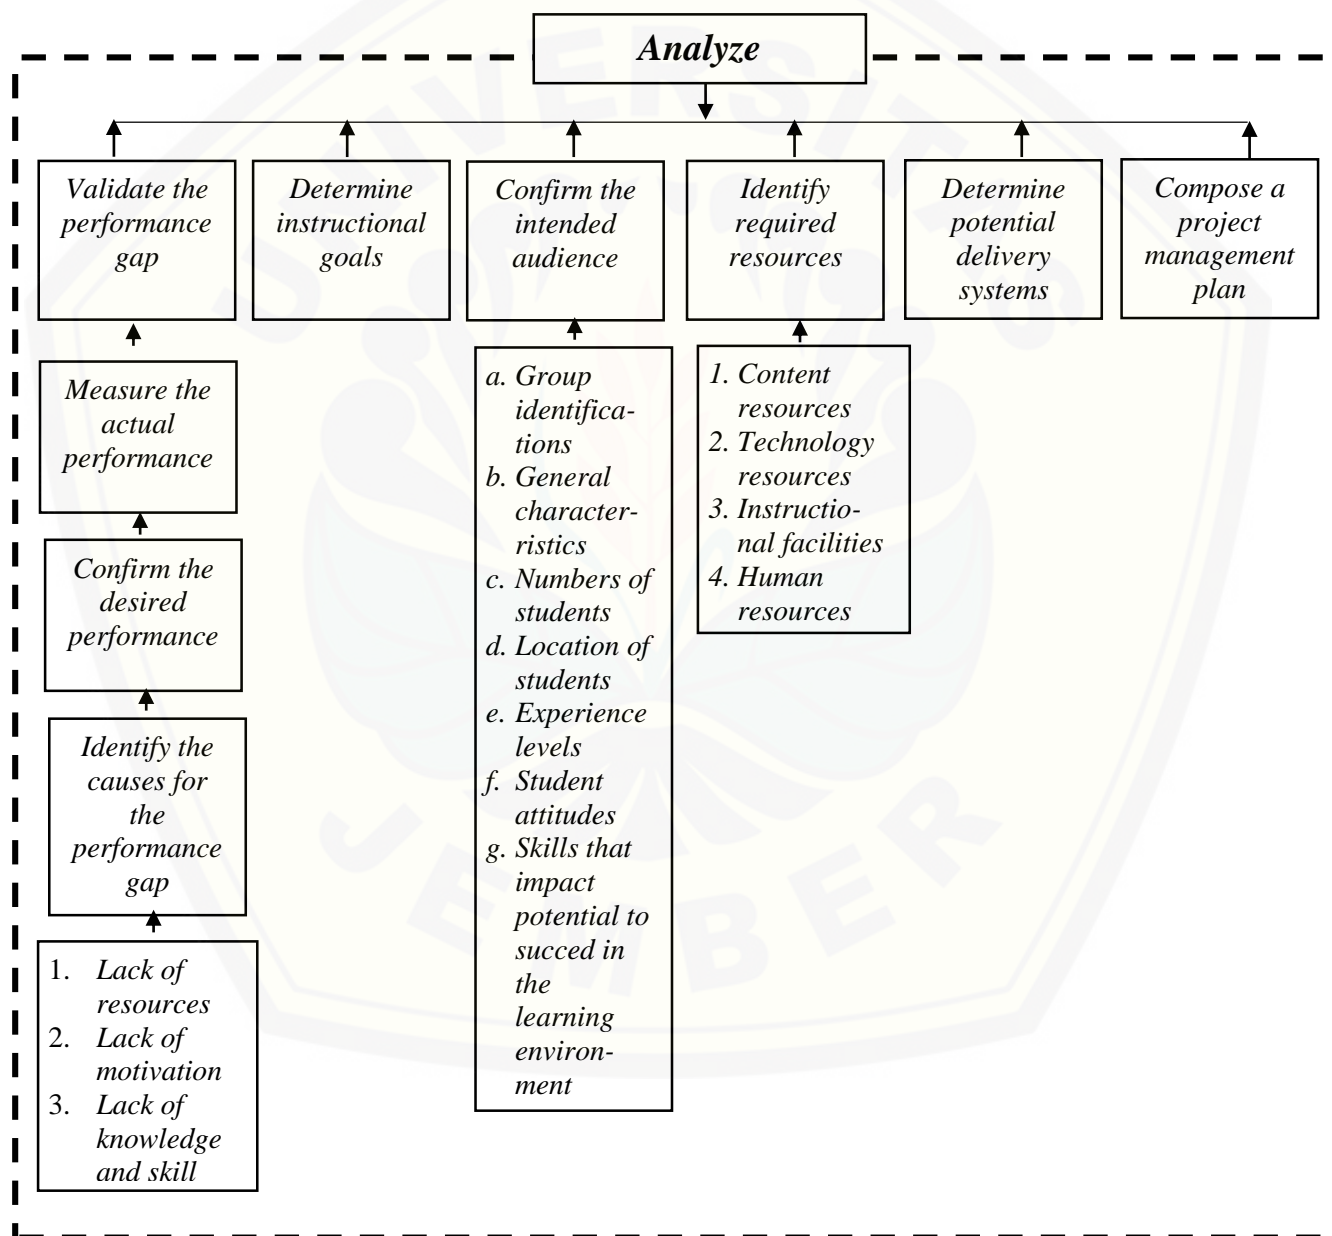 Analyze
Validate the
performance
gap
Determine
instructional
goals
Confirm the
intended
audience
Identify
required
resources
Determine
potential
delivery
systems
Compose a
project
management
plan
Measure the
actual
performance
Confirm the
desired
performance
Identify the
causes for
the
performance
gap
1. Lack of
resources
2. Lack of
motivation
3. Lack of
knowledge
and skill
a. Group
identifica-
tions
b. General
character-
ristics
c. Numbers of
students
d. Location of
students
e. Experience
levels
f. Student
attitudes
g. Skills that
impact
potential to
succed in
the
learning
environ-
ment
1. Content
resources
2. Technology
resources
3. Instructio-
nal facilities
4. Human
resources
UNIVERSITAS
JEMBER